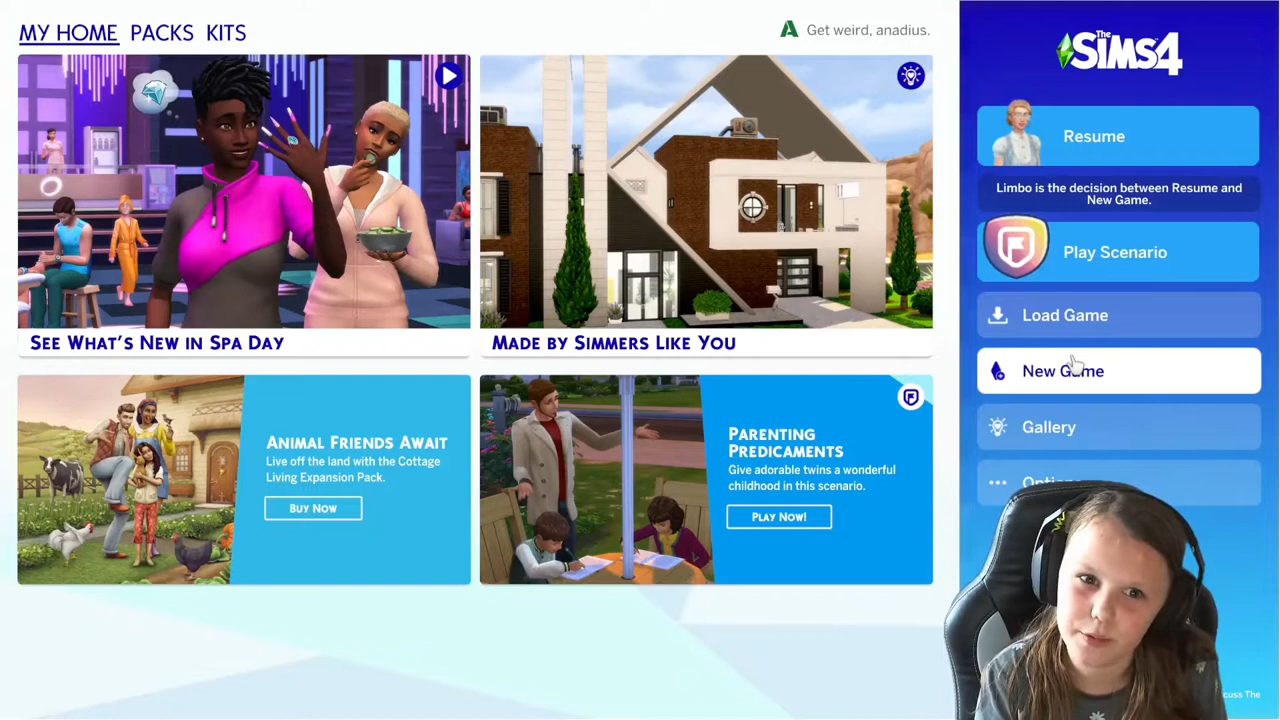 MY HOME PACKS KITS
Get weird, anadius.
SEE WHAT'S NEW IN SPA DAY
MADE BY SIMMERS LIKE YOU
ANIMAL FRIENDS AWAIT
Live off the land with the Cottage
Living Expansion Pack.
BUY NOW
PARENTING
PREDICAMENTS
Give adorable twins a wonderful
childhood in this scenario.
PLAY NOW!
The
SIMS4
Resume
Limbo is the decision between Resume and
New Game.
Play Scenario
Load Game
New Game
Gallery
The